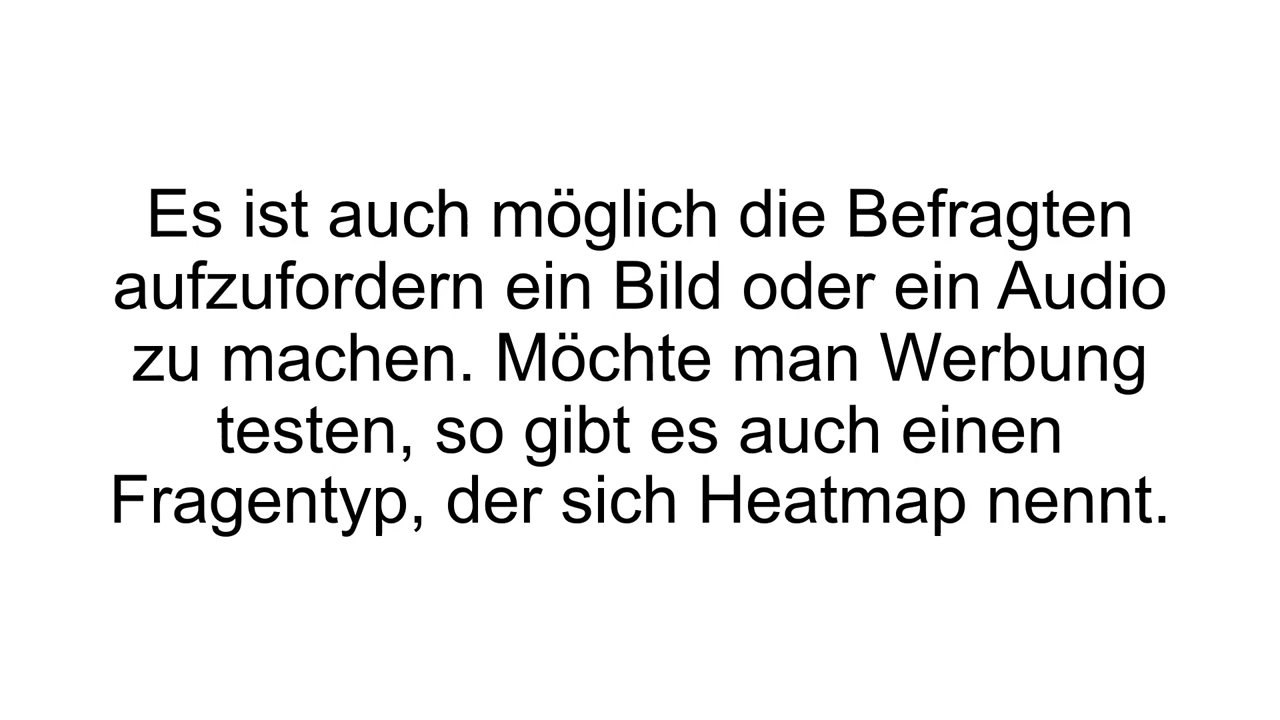 Es ist auch möglich die Befragten
aufzufordern ein Bild oder ein Audio
zu machen. Möchte man Werbung
testen, so gibt es auch einen
Fragentyp, der sich Heatmap nennt.